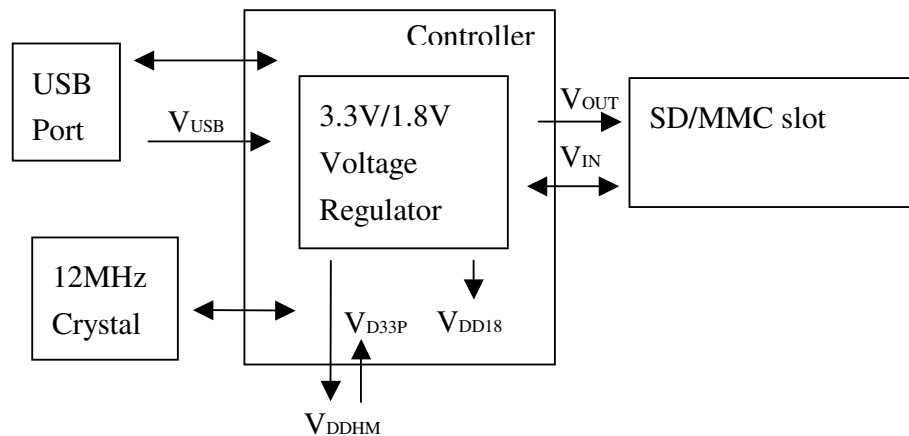 Controller
USB
Port
VUSB
3.3V/1.8V
Voltage
Regulator
VOUT
VIN
SD/MMC slot
12MHz
Crystal
VD33P
VDD18
VDDHM